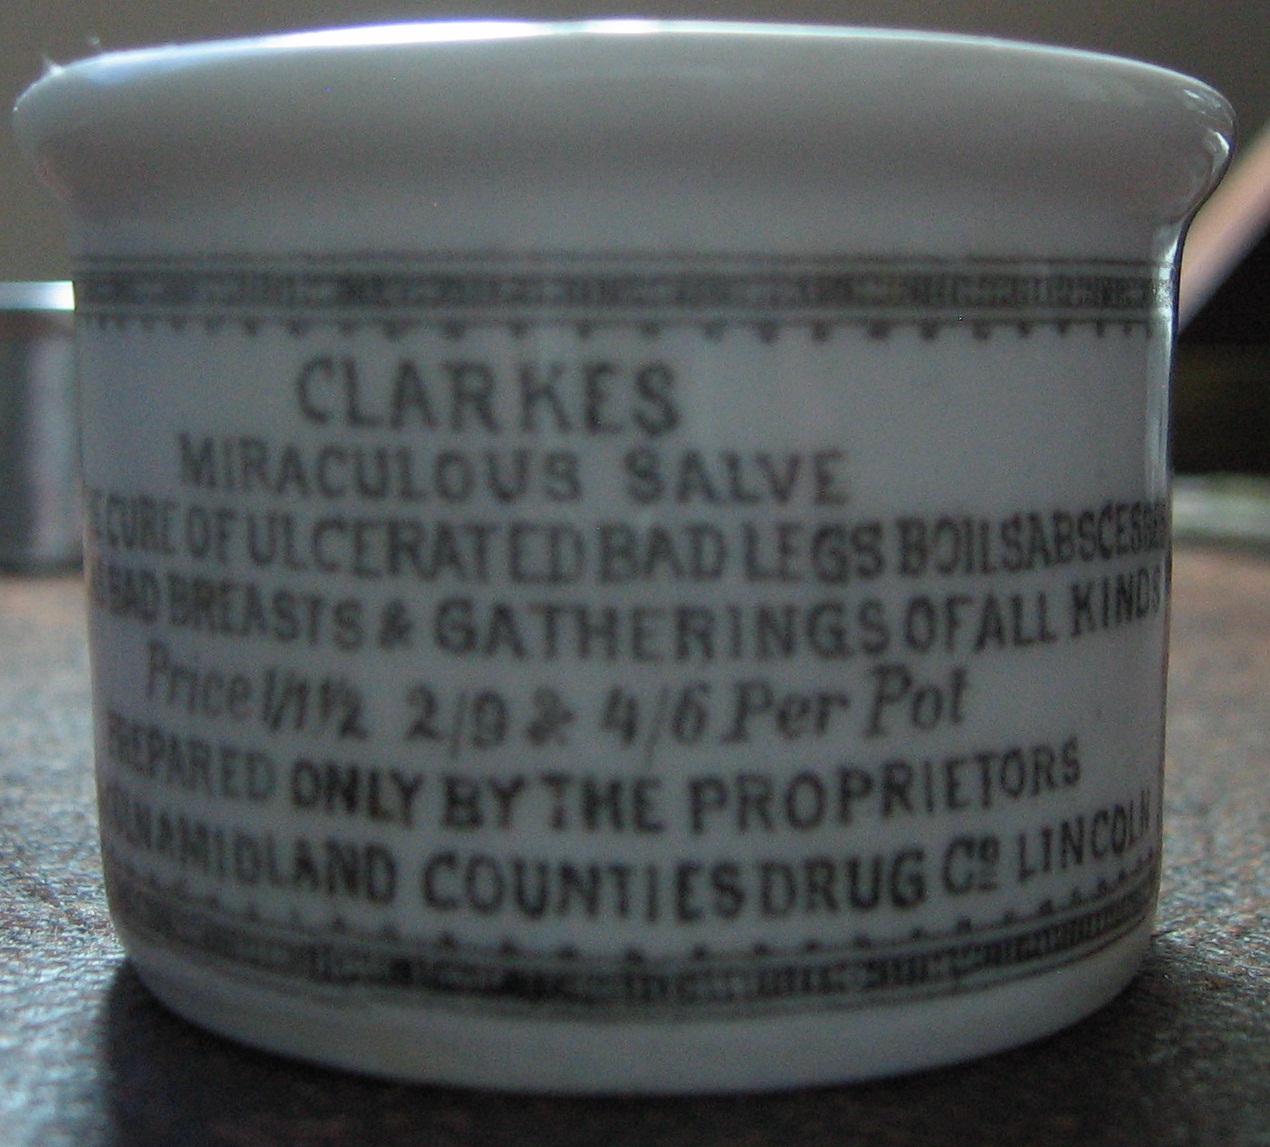 CLARKES
MIRACULOUS SALVE
CURE OF ULCERATED BAD LEGS BOILS ABSCESSES
BAD BREASTS & GATHERINGS OF ALL KINDS
Price 1/1½ 2/9 & 4/6 Per Pot
PREPARED ONLY BY THE PROPRIETORS
MIDLAND COUNTIES DRUG Co LINCOLN